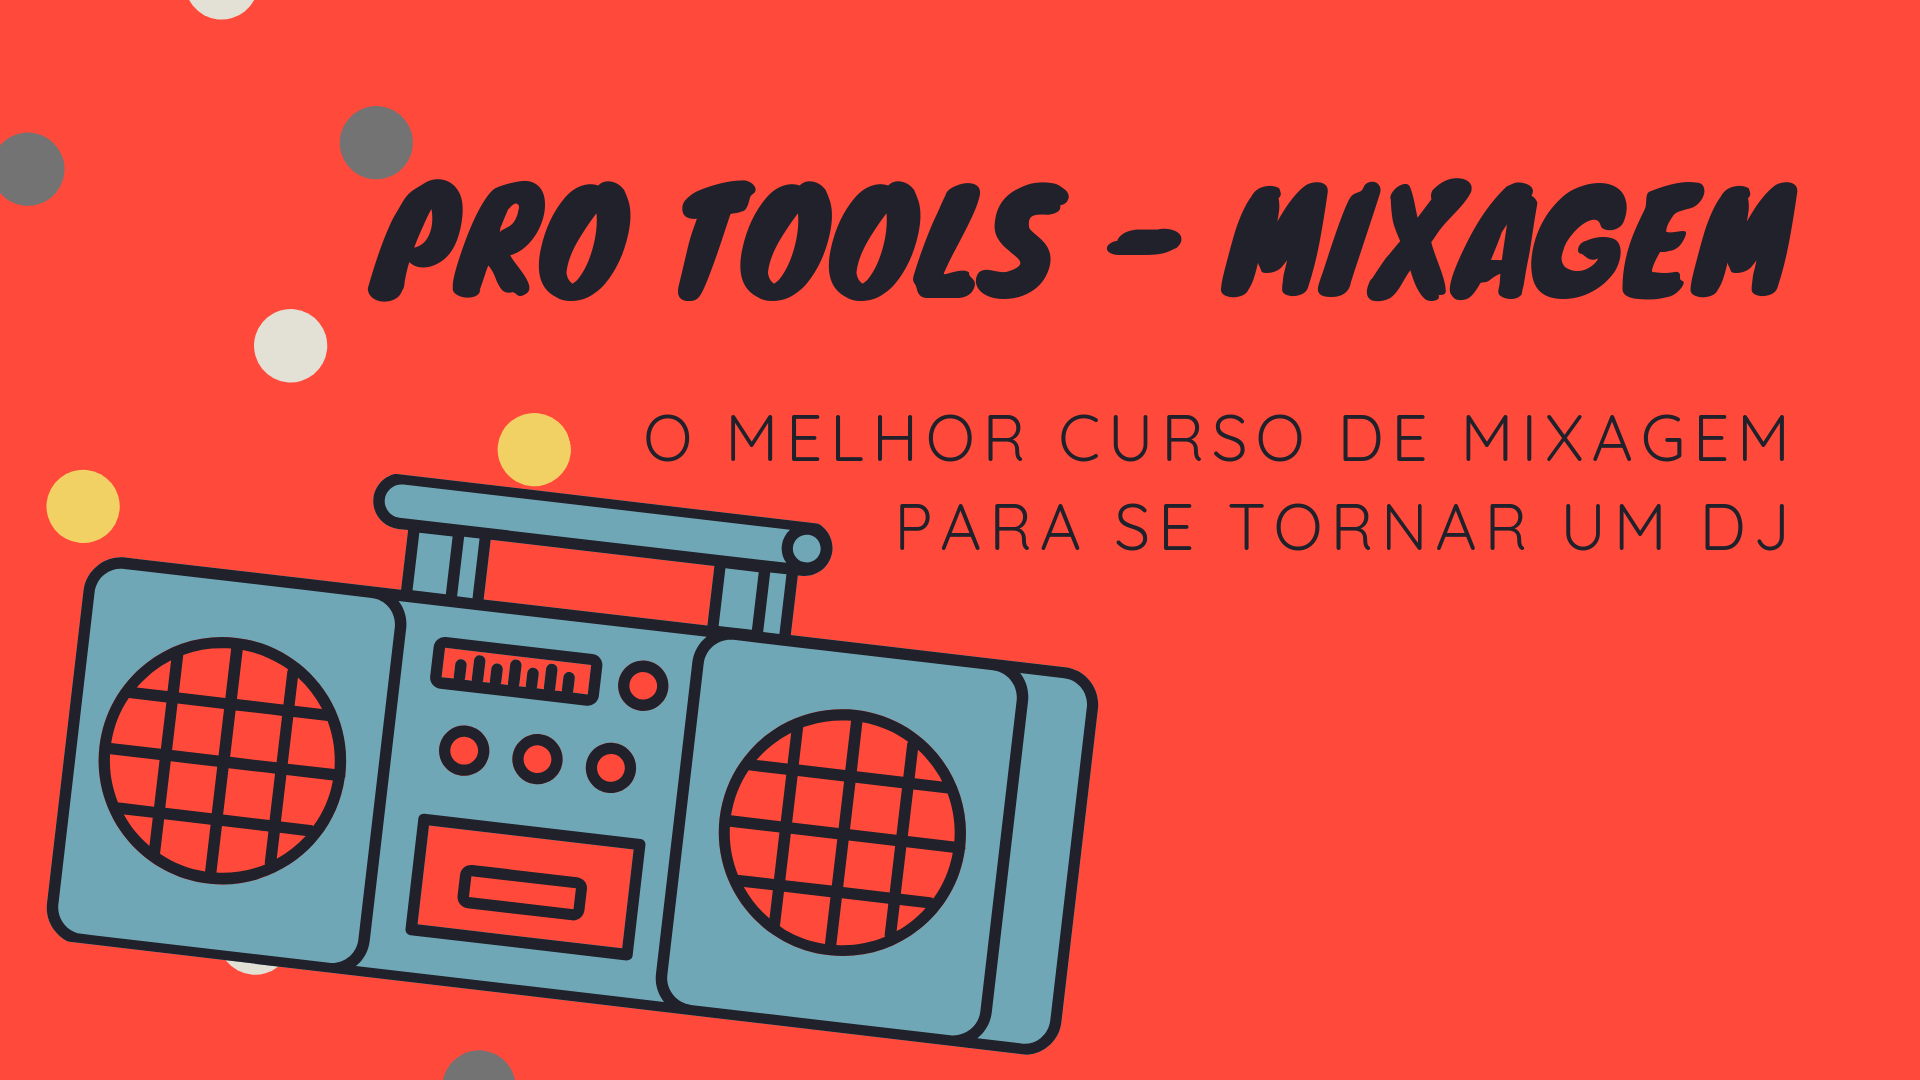 PRO TOOLS - MIXAGEM
O MELHOR CURSO DE MIXAGEM
PARA SE TORNAR UM DJ